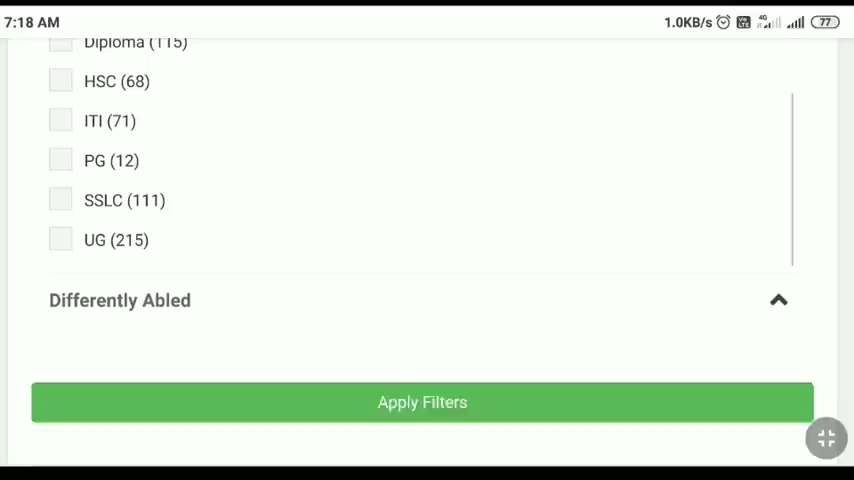 7:18 AM
1.0KB/s 4G 77
Diploma (115)
HSC (68)
ITI (71)
PG (12)
SSLC (111)
UG (215)
Differently Abled
Apply Filters